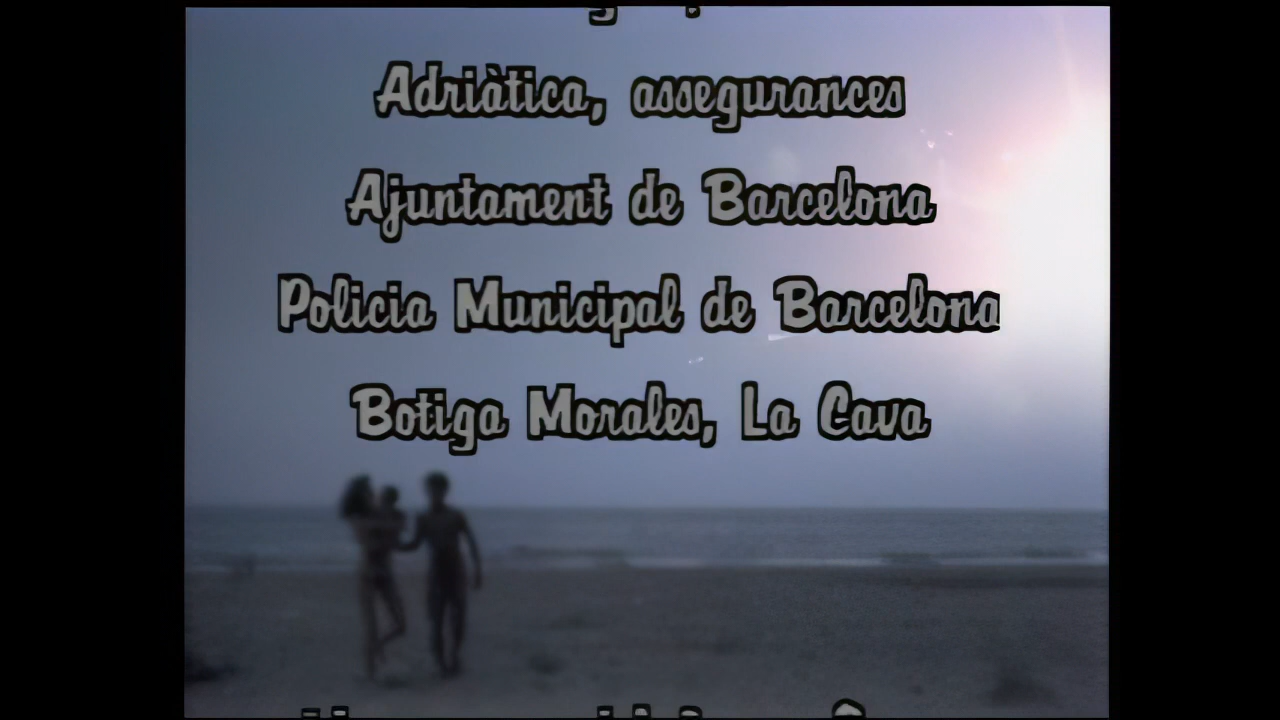 Adriàtica, assegurances
Ajuntament de Barcelona
Policia Municipal de Barcelona
Botiga Morales, La Cava